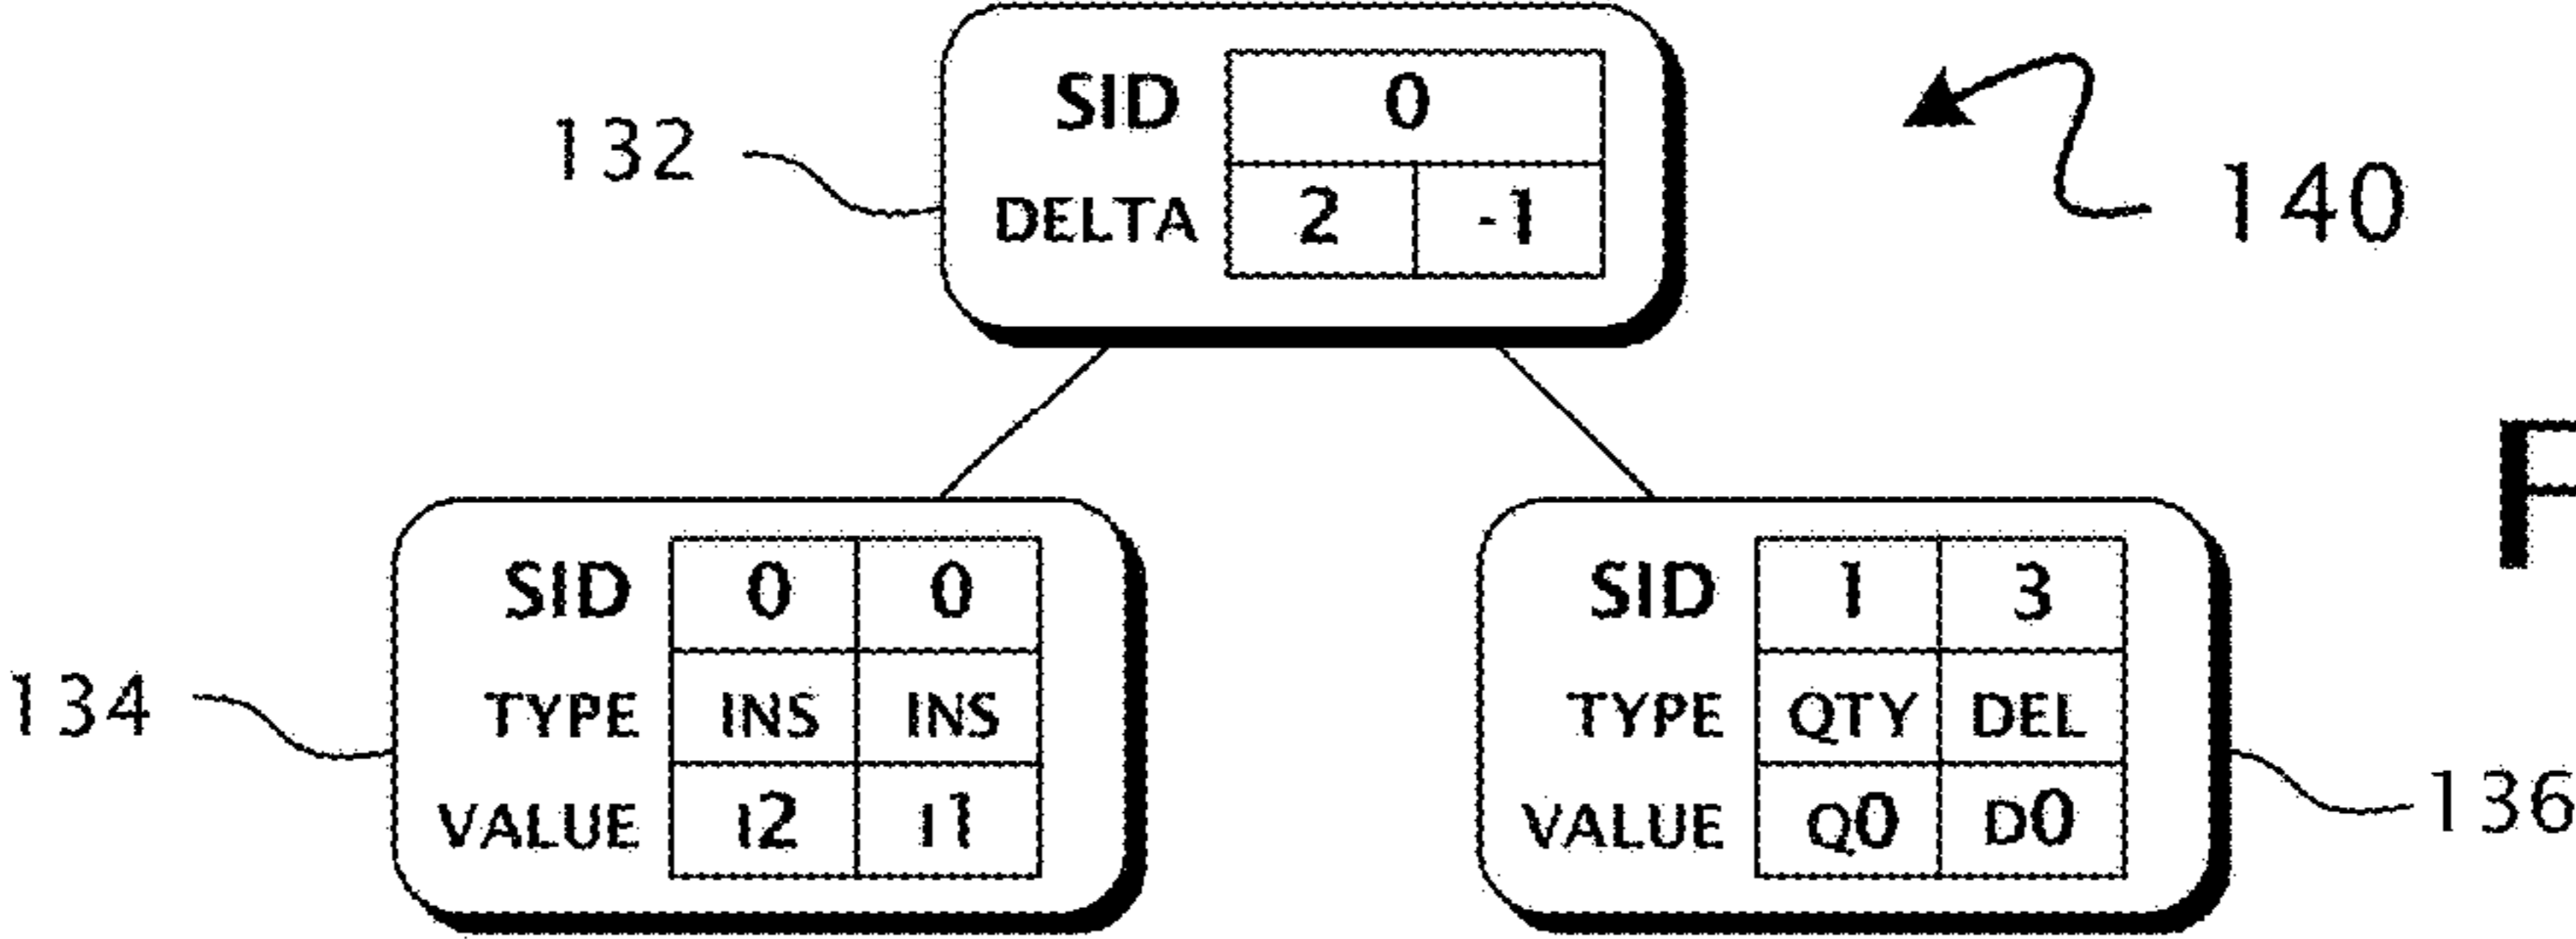 132
SID 0
DELTA 2 -1
140
F
134
SID 0 0
TYPE INS INS
VALUE I2 I1
SID 1 3
TYPE QTY DEL
VALUE Q0 D0
136